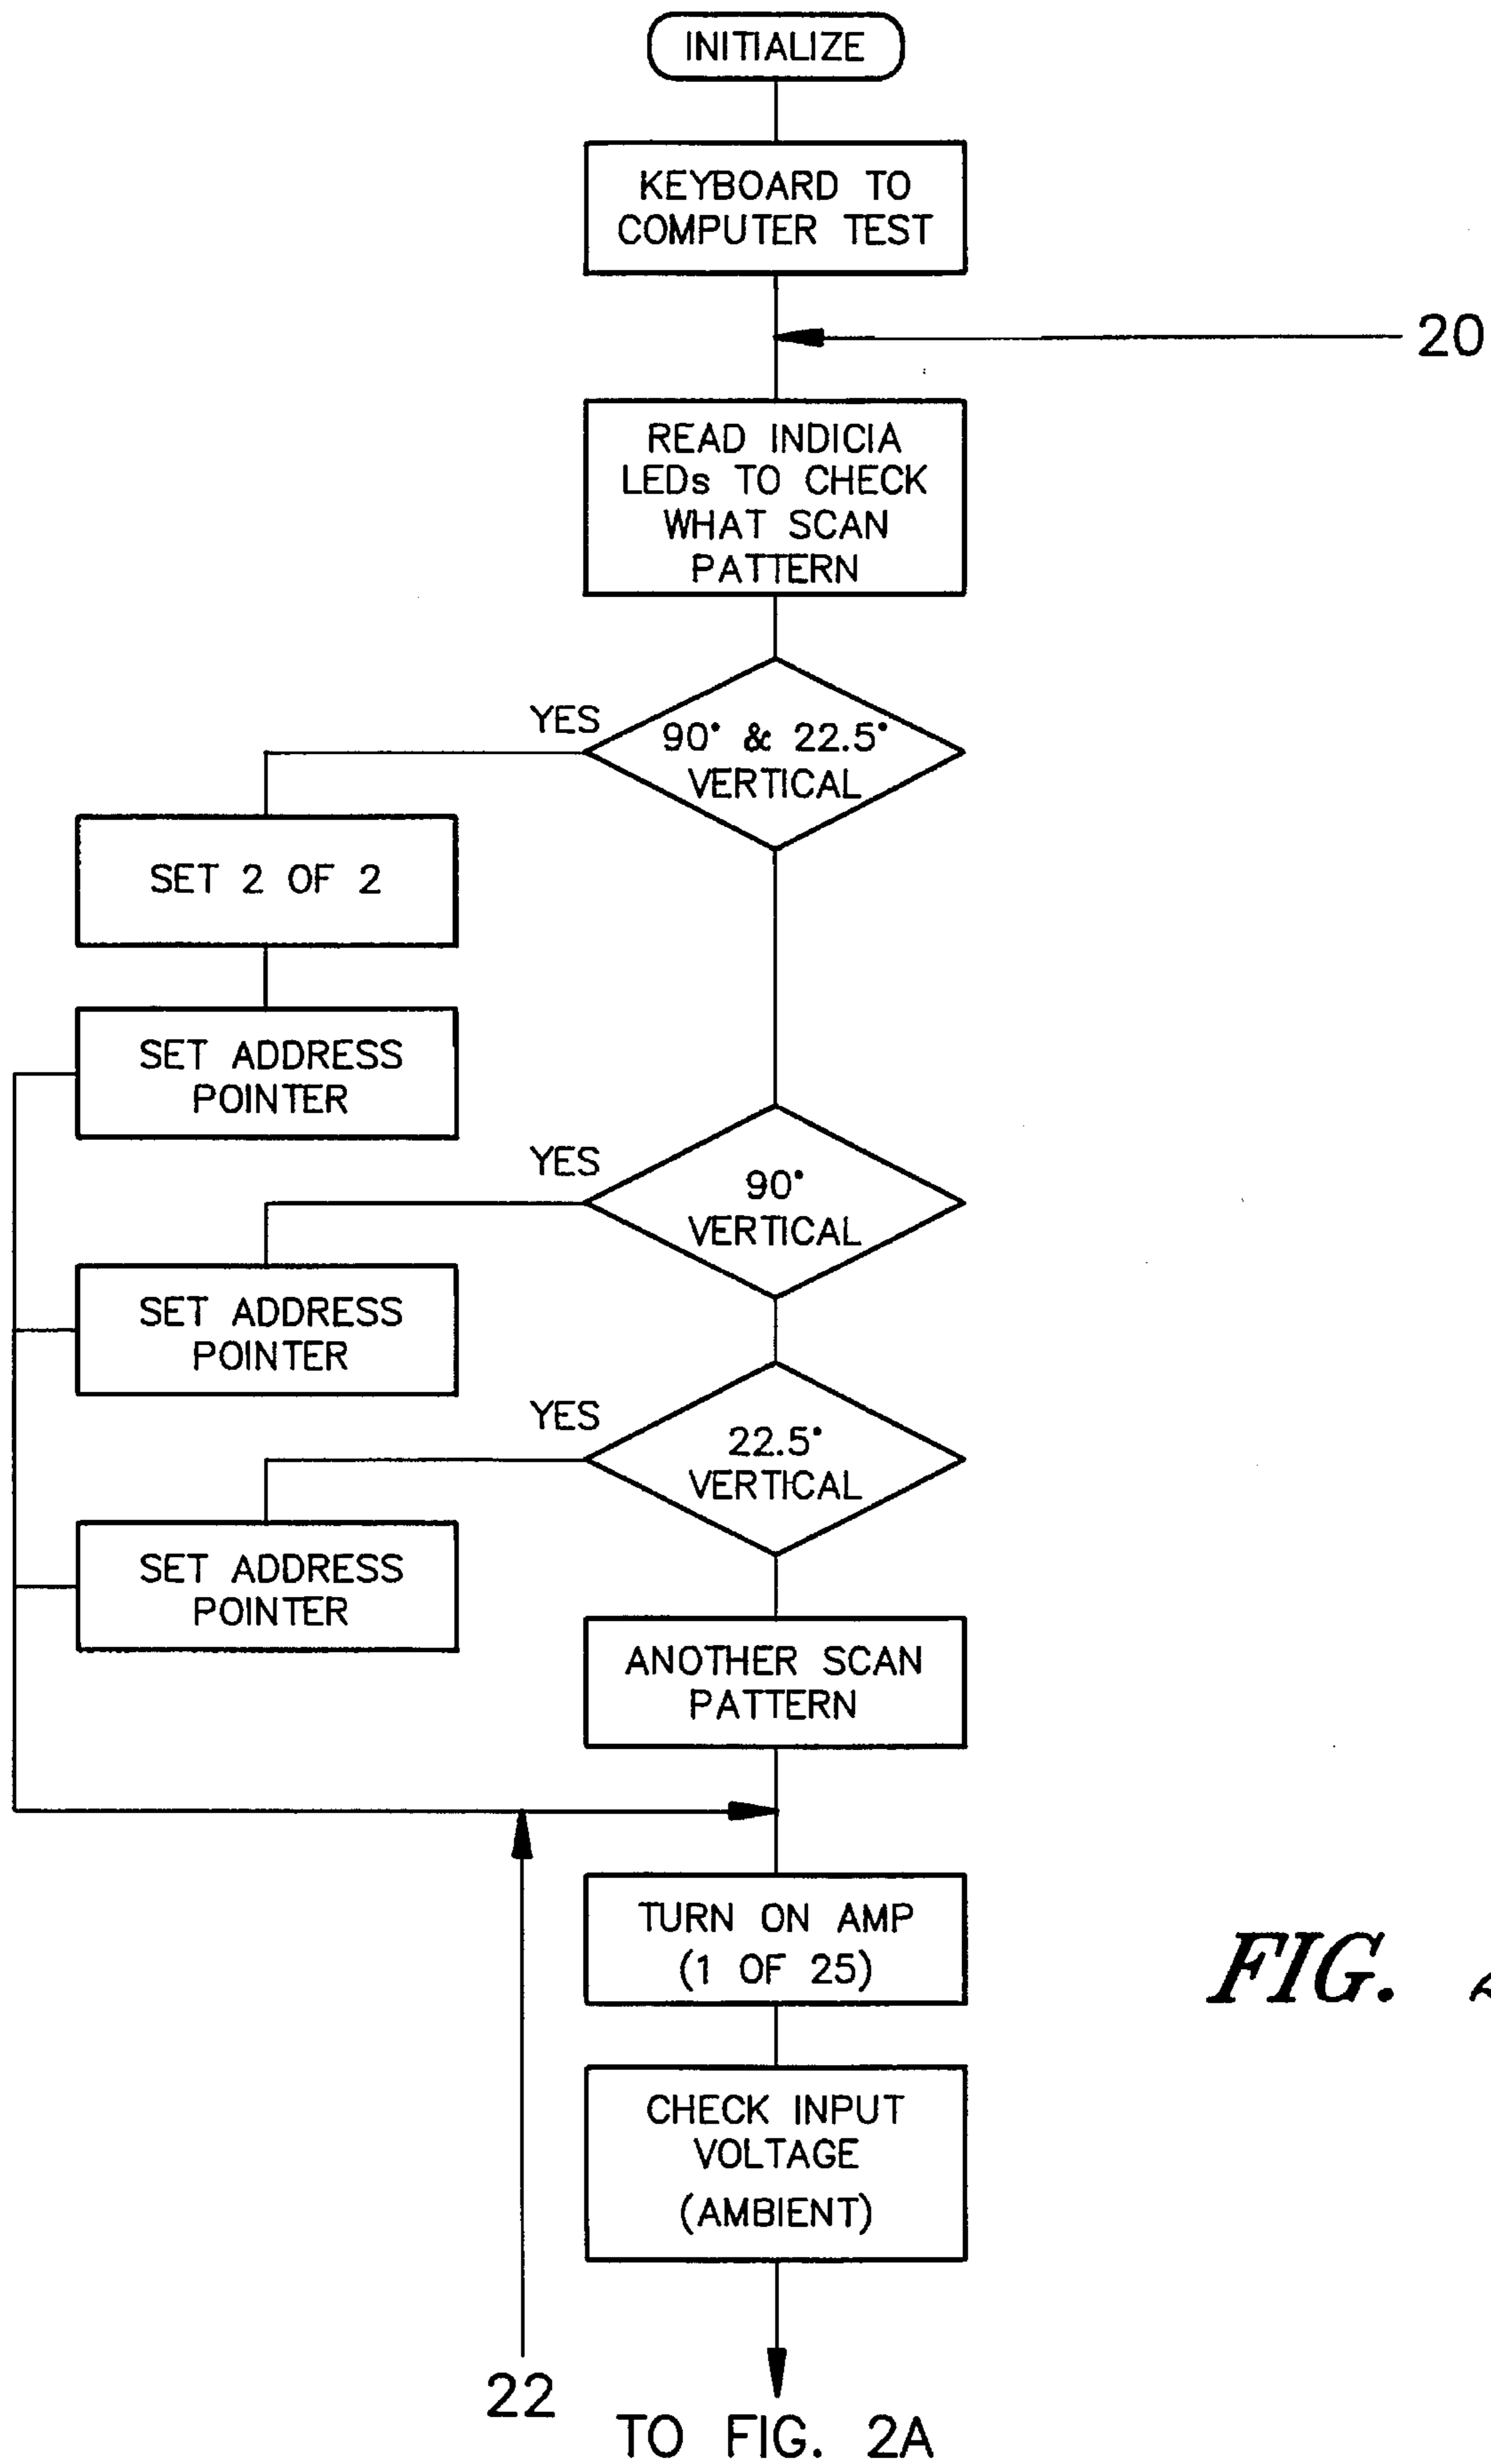 INITIALIZE
KEYBOARD TO
COMPUTER TEST
20
READ INDICIA
LEDs TO CHECK
WHAT SCAN
PATTERN
YES
90° & 22.5°
VERTICAL
SET 2 OF 2
SET ADDRESS
POINTER
YES
90°
VERTICAL
SET ADDRESS
POINTER
YES
22.5°
VERTICAL
SET ADDRESS
POINTER
ANOTHER SCAN
PATTERN
TURN ON AMP
(1 OF 25)
FIG.
CHECK INPUT
VOLTAGE
(AMBIENT)
22
TO FIG. 2A